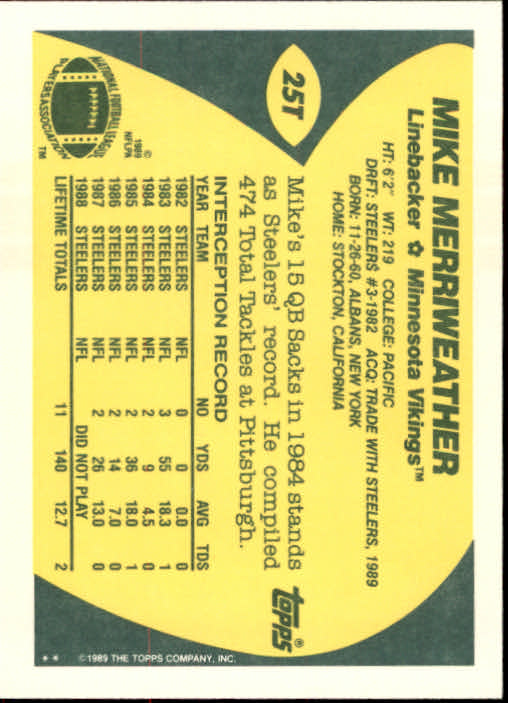 25T
MIKE MERRIWEATHER
Linebacker ✿ Minnesota Vikings™
HT: 6'2" WT: 219 COLLEGE: PACIFIC
DRFT: STEELERS #3-1982 ACQ: TRADE WITH STEELERS, 1989
BORN: 11-26-60, ALBANS, NEW YORK
HOME: STOCKTON, CALIFORNIA
Mike's 15 QB Sacks in 1984 stands
as Steelers' record. He compiled
474 Total Tackles at Pittsburgh.
topps®
INTERCEPTION RECORD
YEAR TEAM NO YDS AVG TDS
1982 STEELERS NFL 0 0 0.0 0
1983 STEELERS NFL 3 55 18.3 1
1984 STEELERS NFL 2 9 4.5 0
1985 STEELERS NFL 2 36 18.0 1
1986 STEELERS NFL 2 14 7.0 0
1987 STEELERS NFL 2 26 13.0 0
1988 STEELERS NFL DID NOT PLAY
LIFETIME TOTALS 11 140 12.7 2
NATIONAL FOOTBALL LEAGUE
PLAYERS ASSOCIATION
™
©
1989
NFLPA
** ©1989 THE TOPPS COMPANY, INC.